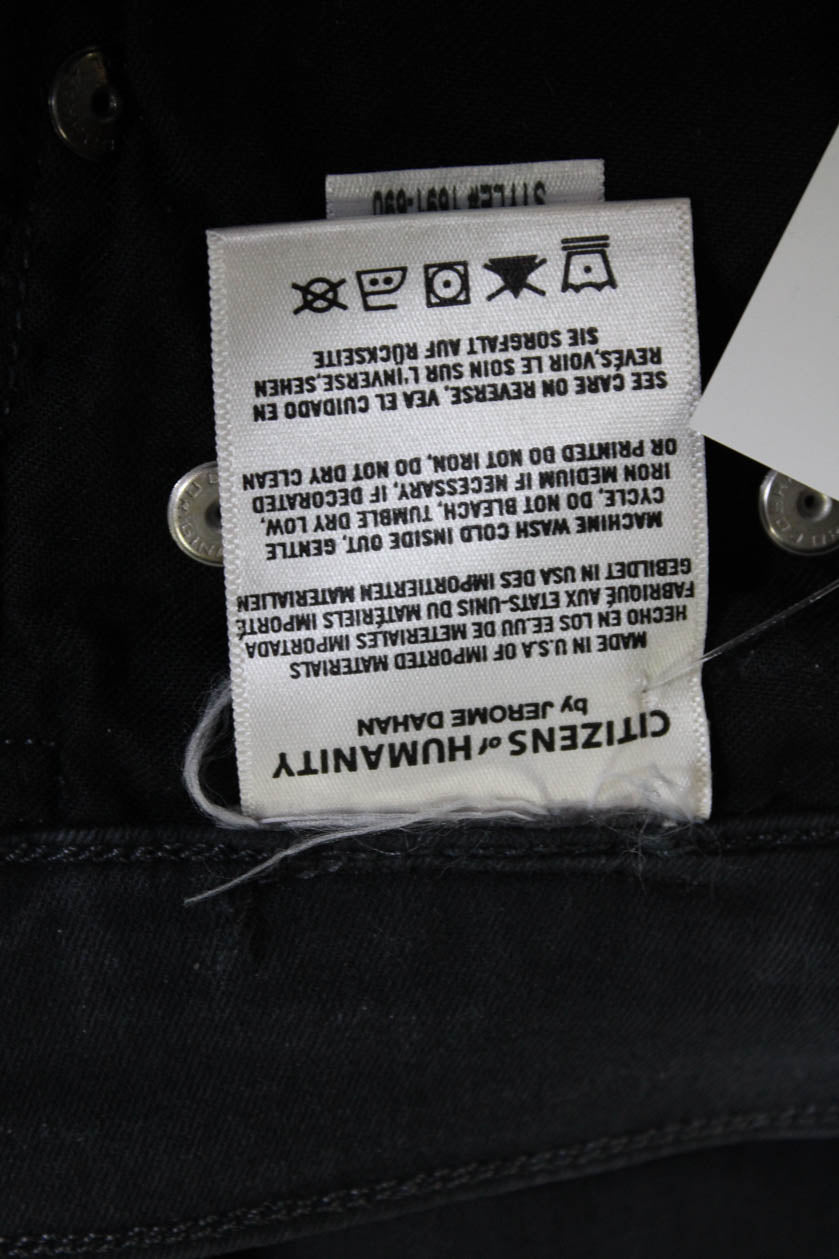 CITIZENS of HUMANITY
by JEROME DAHAN
MADE IN U.S.A OF IMPORTED MATERIALS
HECHO EN LOS EE.UU DE METERIALES IMPORTADA
FABRIQUÉ AUX ETATS-UNIS DU MATÉRIELS IMPORTÉ
GEBILDET IN USA DES IMPORTIERTEN MATERIALIEN
MACHINE WASH COLD INSIDE OUT, GENTLE
CYCLE, DO NOT BLEACH, TUMBLE DRY LOW,
IRON MEDIUM IF NECESSARY, IF DECORATED
OR PRINTED DO NOT IRON, DO NOT DRY CLEAN
SEE CARE ON REVERSE, VEA EL CUIDADO EN
REVÉS,VOIR LE SOIN SUR L'INVERSE,SEHEN
SIE SORGFALT AUF RÜCKSEITE
STYLE# 1691-690